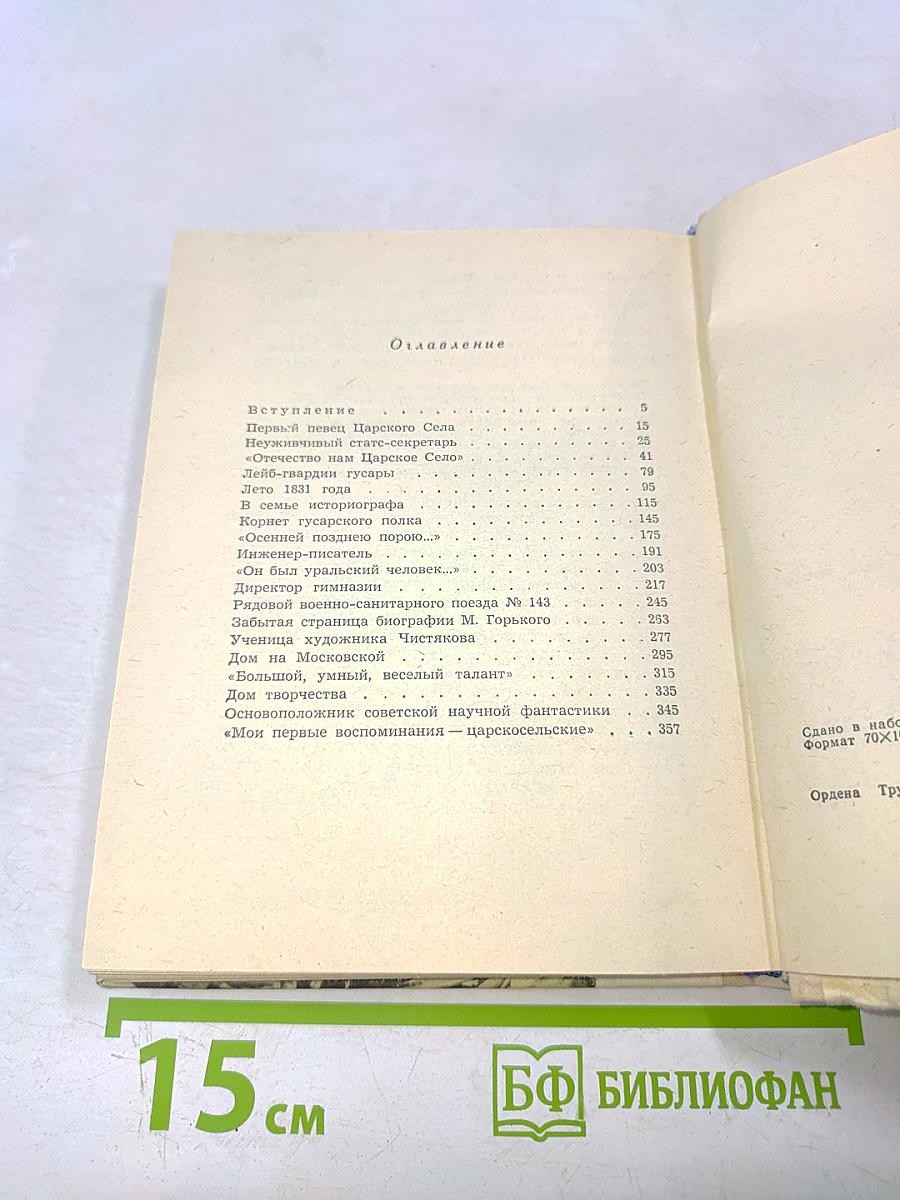 Оглавление
Вступление . . . . . . . . . . . . . . . 5
Первый певец Царского Села . . . . . . . . . . 15
Неуживчивый статс-секретарь . . . . . . . . . . 25
«Отечество нам Царское Село» . . . . . . . . . 41
Лейб-гвардии гусары . . . . . . . . . . . . . 79
Лето 1831 года . . . . . . . . . . . . . . . 95
В семье историографа . . . . . . . . . . . . . 115
Корнет гусарского полка . . . . . . . . . . . . 145
«Осенней позднею порою...» . . . . . . . . . . . 175
Инженер-писатель . . . . . . . . . . . . . . 191
«Он был уральский человек...» . . . . . . . . . . 203
Директор гимназии . . . . . . . . . . . . . . 217
Рядовой военно-санитарного поезда № 143 . . . . . 245
Забытая страница биографии М. Горького . . . . . 263
Ученица художника Чистякова . . . . . . . . . 277
Дом на Московской . . . . . . . . . . . . . 295
«Большой, умный, веселый талант» . . . . . . . 315
Дом творчества . . . . . . . . . . . . . . . 335
Основоположник советской научной фантастики . . 345
«Мои первые воспоминания — царскосельские» . . . 357
Сдано в набо
Формат 70×1
Ордена Тру
15 см
БФ БИБЛИОФАН